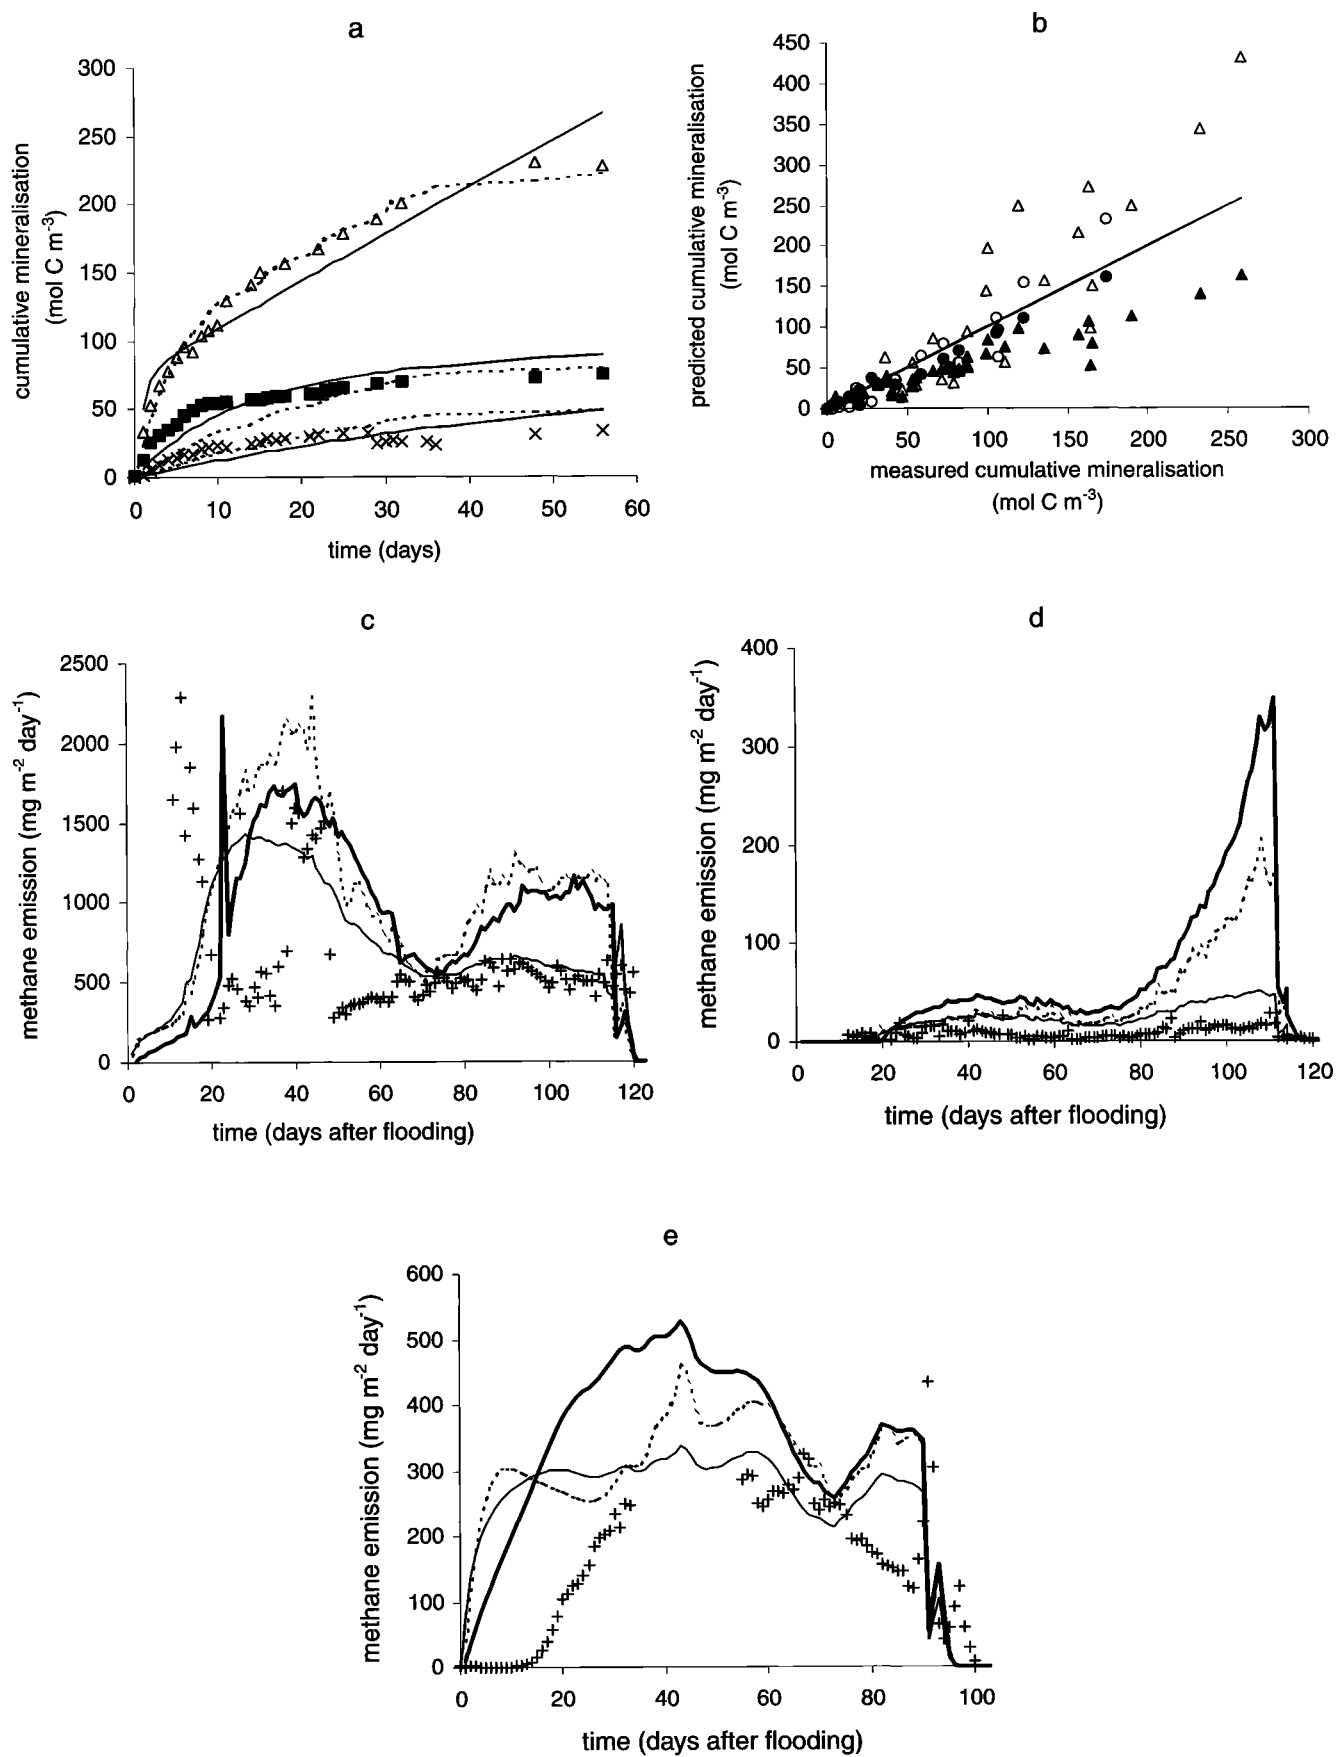 a
300
250
200
150
100
50
0
0 10 20 30 40 50 60
time (days)
cumulative mineralisation
(mol C m-3)
b
450
400
350
300
250
200
150
100
50
0
0 50 100 150 200 250 300
measured cumulative mineralisation
(mol C m-3)
predicted cumulative mineralisation
(mol C m-3)
c
2500
2000
1500
1000
500
0
0 20 40 60 80 100 120
time (days after flooding)
methane emission (mg m-2 day-1)
d
400
300
200
100
0
0 20 40 60 80 100 120
time (days after flooding)
methane emission (mg m-2 day-1)
e
600
500
400
300
200
100
0
0 20 40 60 80 100
time (days after flooding)
methane emission (mg m-2 day-1)